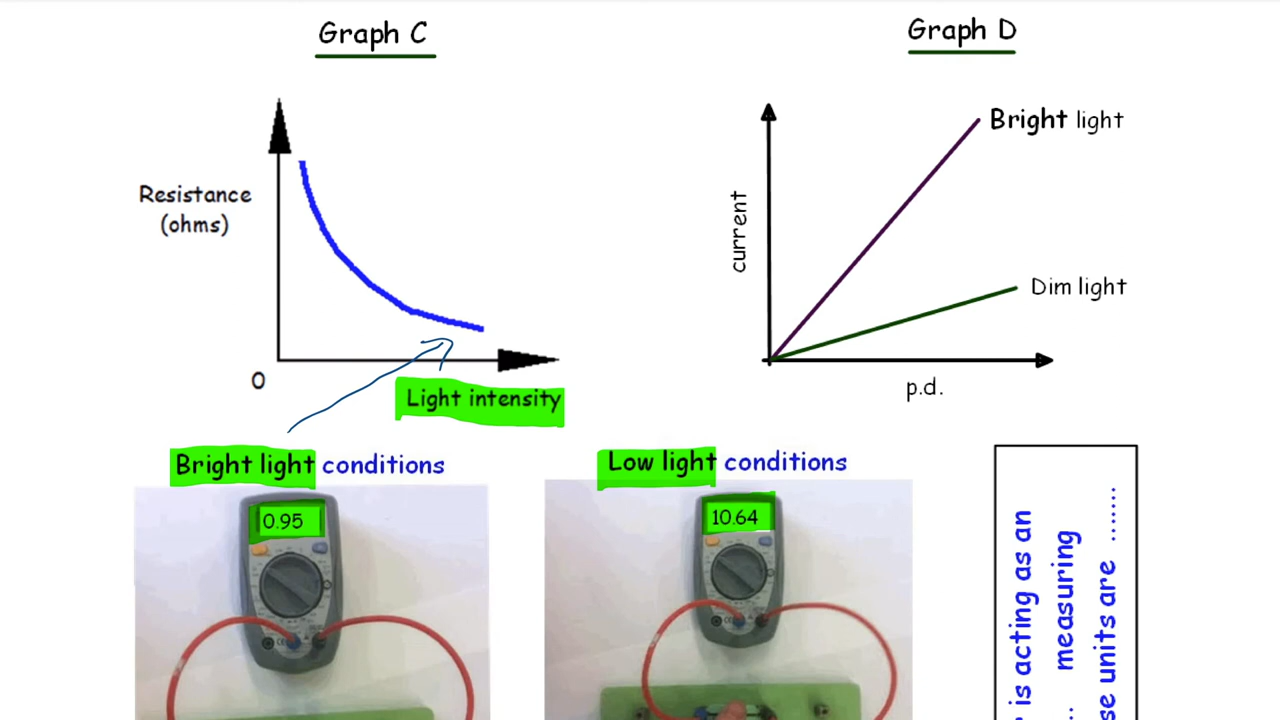 Graph C
Graph D
Resistance
(ohms)
0
Light intensity
current
Bright light
Dim light
p.d.
Bright light conditions
Low light conditions
0.95
10.64
is acting as an
measuring
se units are .......